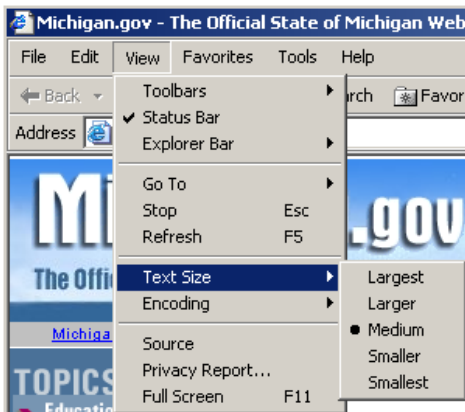 Michigan.gov - The Official State of Michigan Web
File Edit View Favorites Tools Help
Back rch Favor
Address
Toolbars
Status Bar
Explorer Bar
Go To
Stop Esc
Refresh F5
Text Size
Encoding
Source
Privacy Report...
Full Screen F11
Largest
Larger
Medium
Smaller
Smallest
Mi .gov
The Offi
Michiga
TOPICS
Educatio